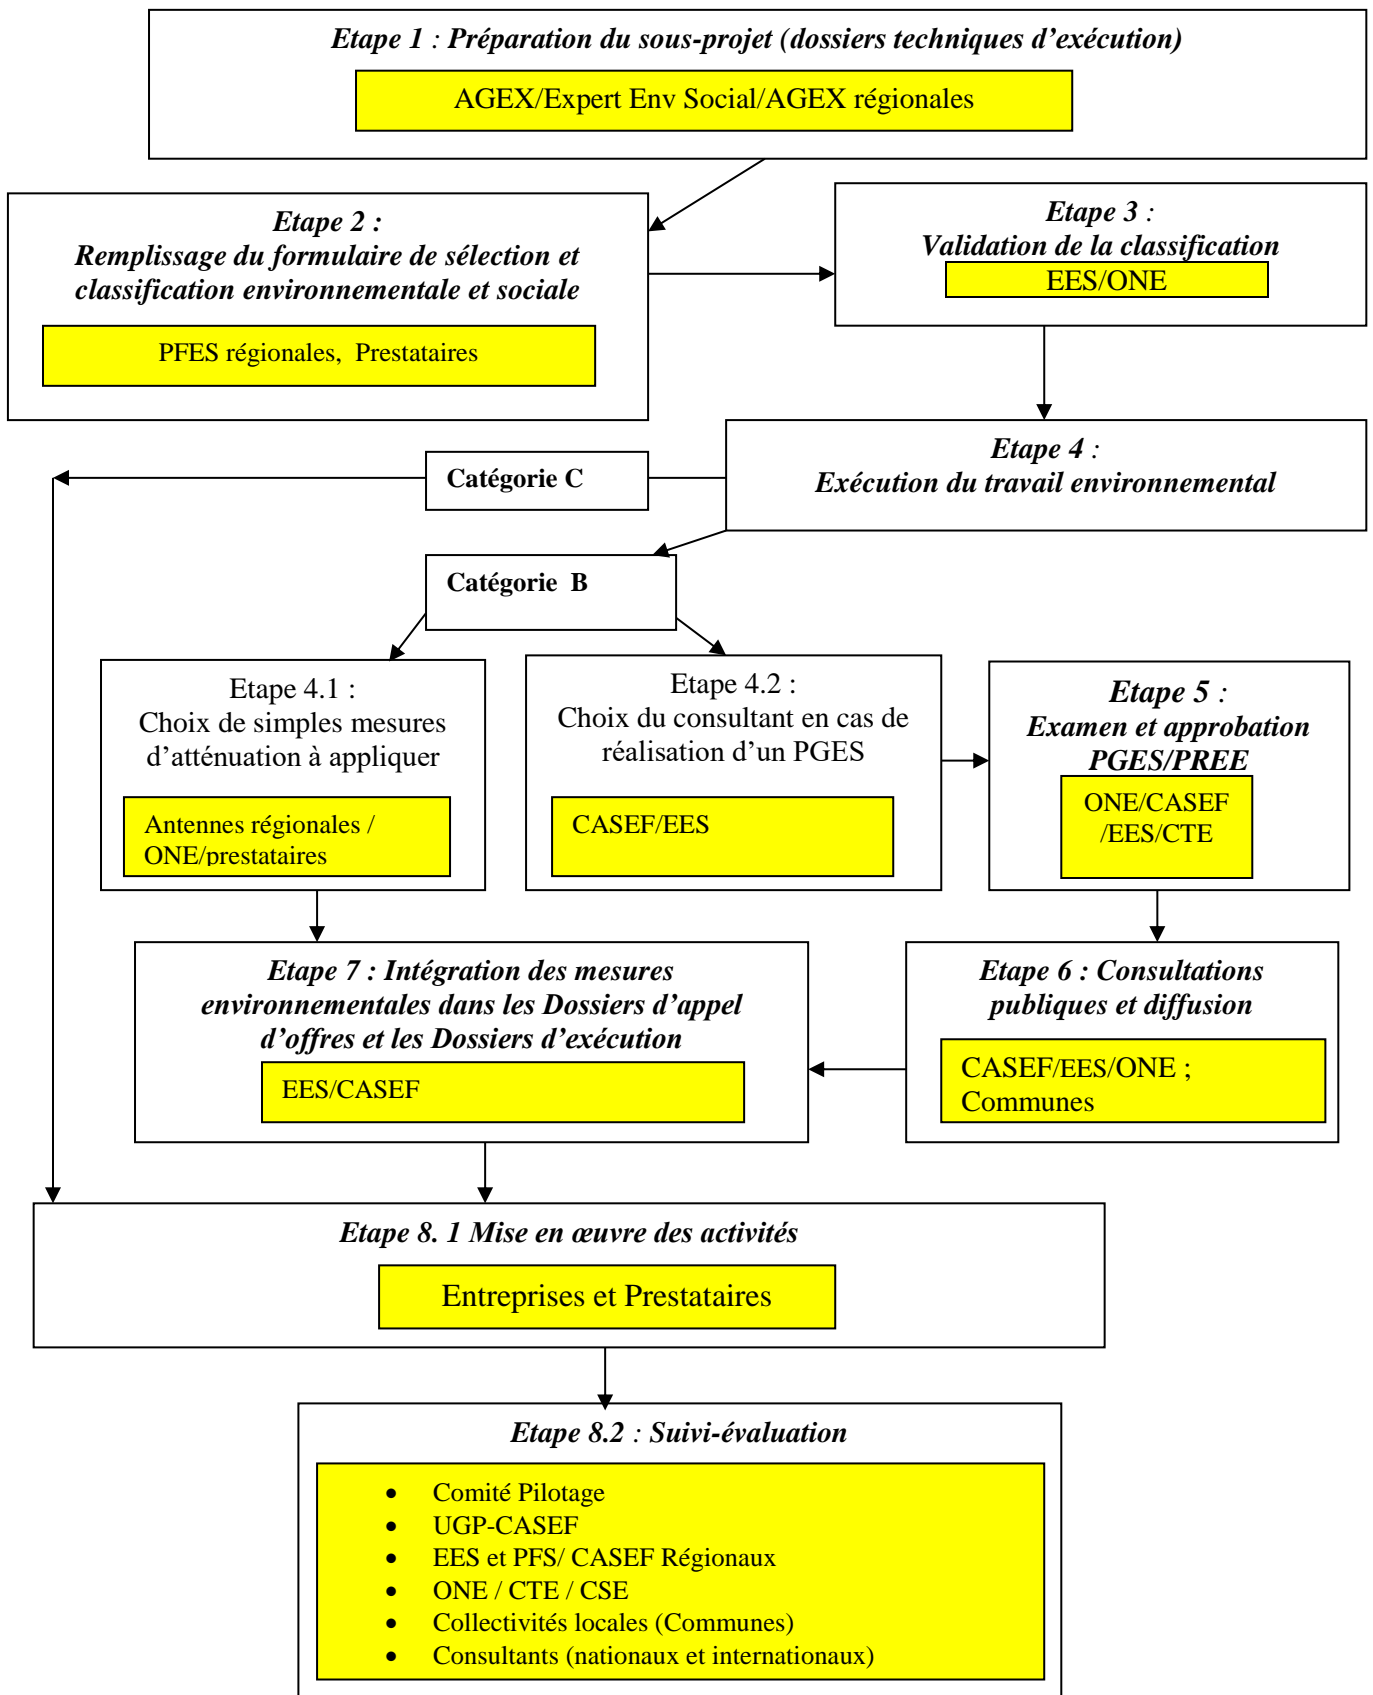 Etape 1 : Préparation du sous-projet (dossiers techniques d’exécution)
AGEX/Expert Env Social/AGEX régionales
Etape 2 :
Remplissage du formulaire de sélection et
classification environnementale et sociale
PFES régionales, Prestataires
Etape 3 :
Validation de la classification
EES/ONE
Etape 4 :
Exécution du travail environnemental
Catégorie C
Catégorie B
Etape 4.1 :
Choix de simples mesures
d’atténuation à appliquer
Antennes régionales /
ONE/prestataires
Etape 4.2 :
Choix du consultant en cas de
réalisation d’un PGES
CASEF/EES
Etape 5 :
Examen et approbation
PGES/PREE
ONE/CASEF
/EES/CTE
Etape 6 : Consultations
publiques et diffusion
CASEF/EES/ONE ;
Communes
Etape 7 : Intégration des mesures
environnementales dans les Dossiers d’appel
d’offres et les Dossiers d’exécution
EES/CASEF
Etape 8. 1 Mise en œuvre des activités
Entreprises et Prestataires
Etape 8.2 : Suivi-évaluation
• Comité Pilotage
• UGP-CASEF
• EES et PFS/ CASEF Régionaux
• ONE / CTE / CSE
• Collectivités locales (Communes)
• Consultants (nationaux et internationaux)